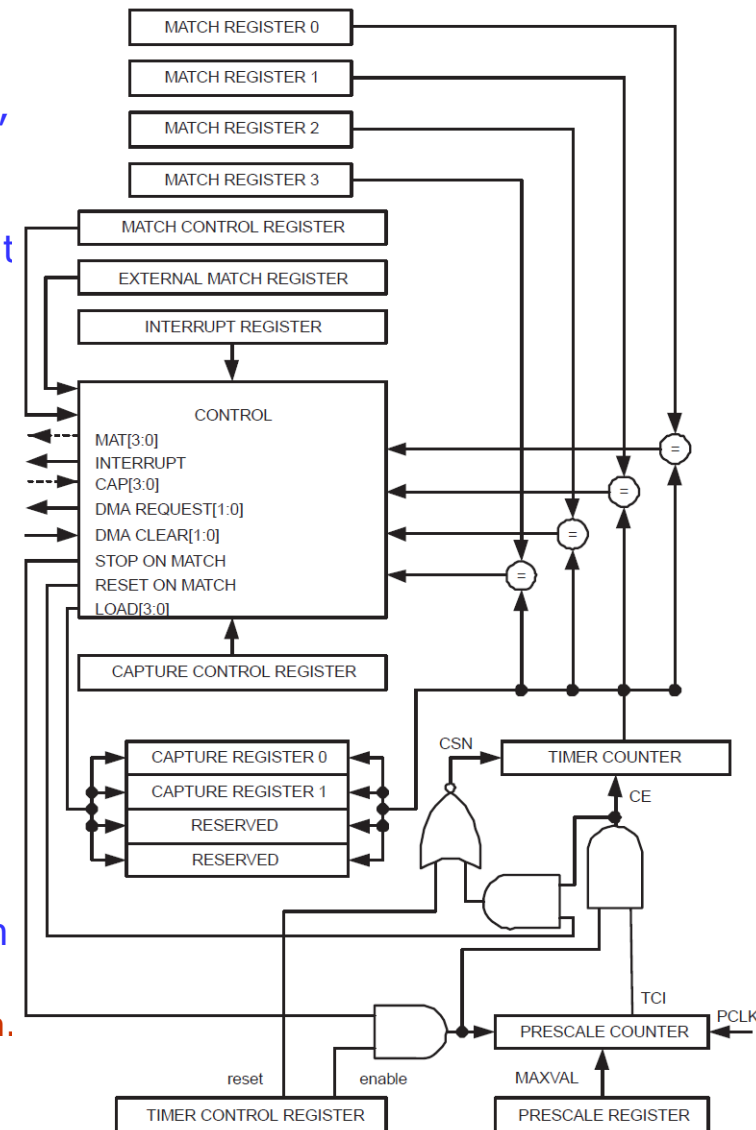 MATCH REGISTER 0
MATCH REGISTER 1
,
MATCH REGISTER 2
MATCH REGISTER 3
MATCH CONTROL REGISTER
t
EXTERNAL MATCH REGISTER
INTERRUPT REGISTER
CONTROL
MAT[3:0]
INTERRUPT
CAP[3:0]
DMA REQUEST[1:0]
DMA CLEAR[1:0]
STOP ON MATCH
RESET ON MATCH
LOAD[3:0]
=
=
=
=
CAPTURE CONTROL REGISTER
CSN
TIMER COUNTER
CAPTURE REGISTER 0
CAPTURE REGISTER 1
RESERVED
RESERVED
CE
n
n.
TCI
PCLK
PRESCALE COUNTER
reset
enable
MAXVAL
TIMER CONTROL REGISTER
PRESCALE REGISTER